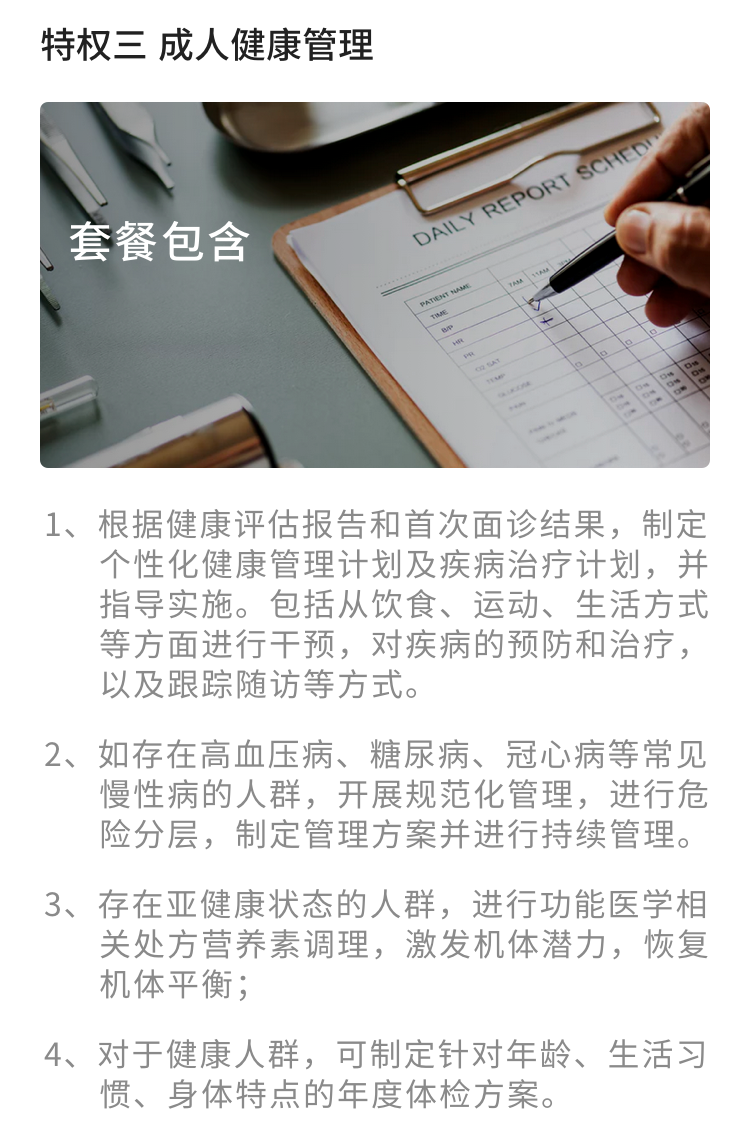 特权三 成人健康管理
套餐包含
DAILY REPORT SCHEDU
PATIENT NAME
7AM 11AM
TIME
B/P
HR
PR
O2 SAT
TEMP
GLUCOSE
PAIN
1、根据健康评估报告和首次面诊结果，制定
个性化健康管理计划及疾病治疗计划，并
指导实施。包括从饮食、运动、生活方式
等方面进行干预，对疾病的预防和治疗，
以及跟踪随访等方式。
2、如存在高血压病、糖尿病、冠心病等常见
慢性病的人群，开展规范化管理，进行危
险分层，制定管理方案并进行持续管理。
3、存在亚健康状态的人群，进行功能医学相
关处方营养素调理，激发机体潜力，恢复
机体平衡；
4、对于健康人群，可制定针对年龄、生活习
惯、身体特点的年度体检方案。